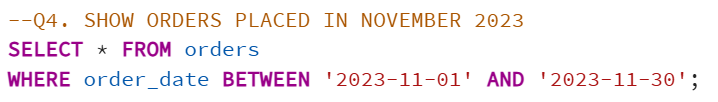 --Q4. SHOW ORDERS PLACED IN NOVEMBER 2023
SELECT * FROM orders
WHERE order_date BETWEEN '2023-11-01' AND '2023-11-30';